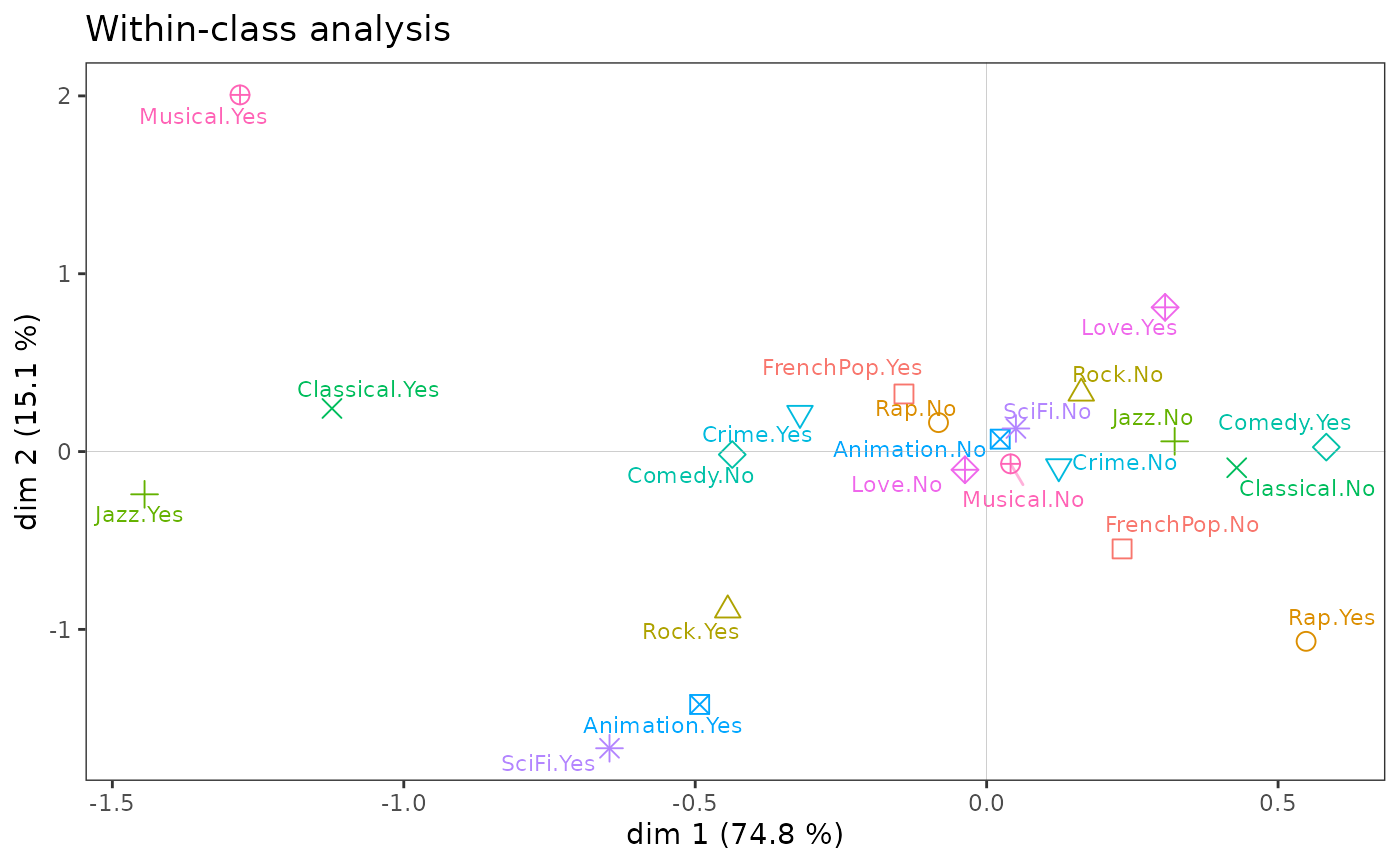 Within-class analysis
2
Musical.Yes
1
Love.Yes
FrenchPop.Yes
Rock.No
Classical.Yes
Rap.No
SciFi.No
Jazz.No
Comedy.Yes
Crime.Yes
0
Animation.No
Crime.No
Comedy.No
Love.No
Classical.No
Musical.No
Jazz.Yes
FrenchPop.No
Rap.Yes
-1
Rock.Yes
Animation.Yes
SciFi.Yes
-1.5
-1.0
-0.5
0.0
0.5
dim 1 (74.8 %)
dim 2 (15.1 %)